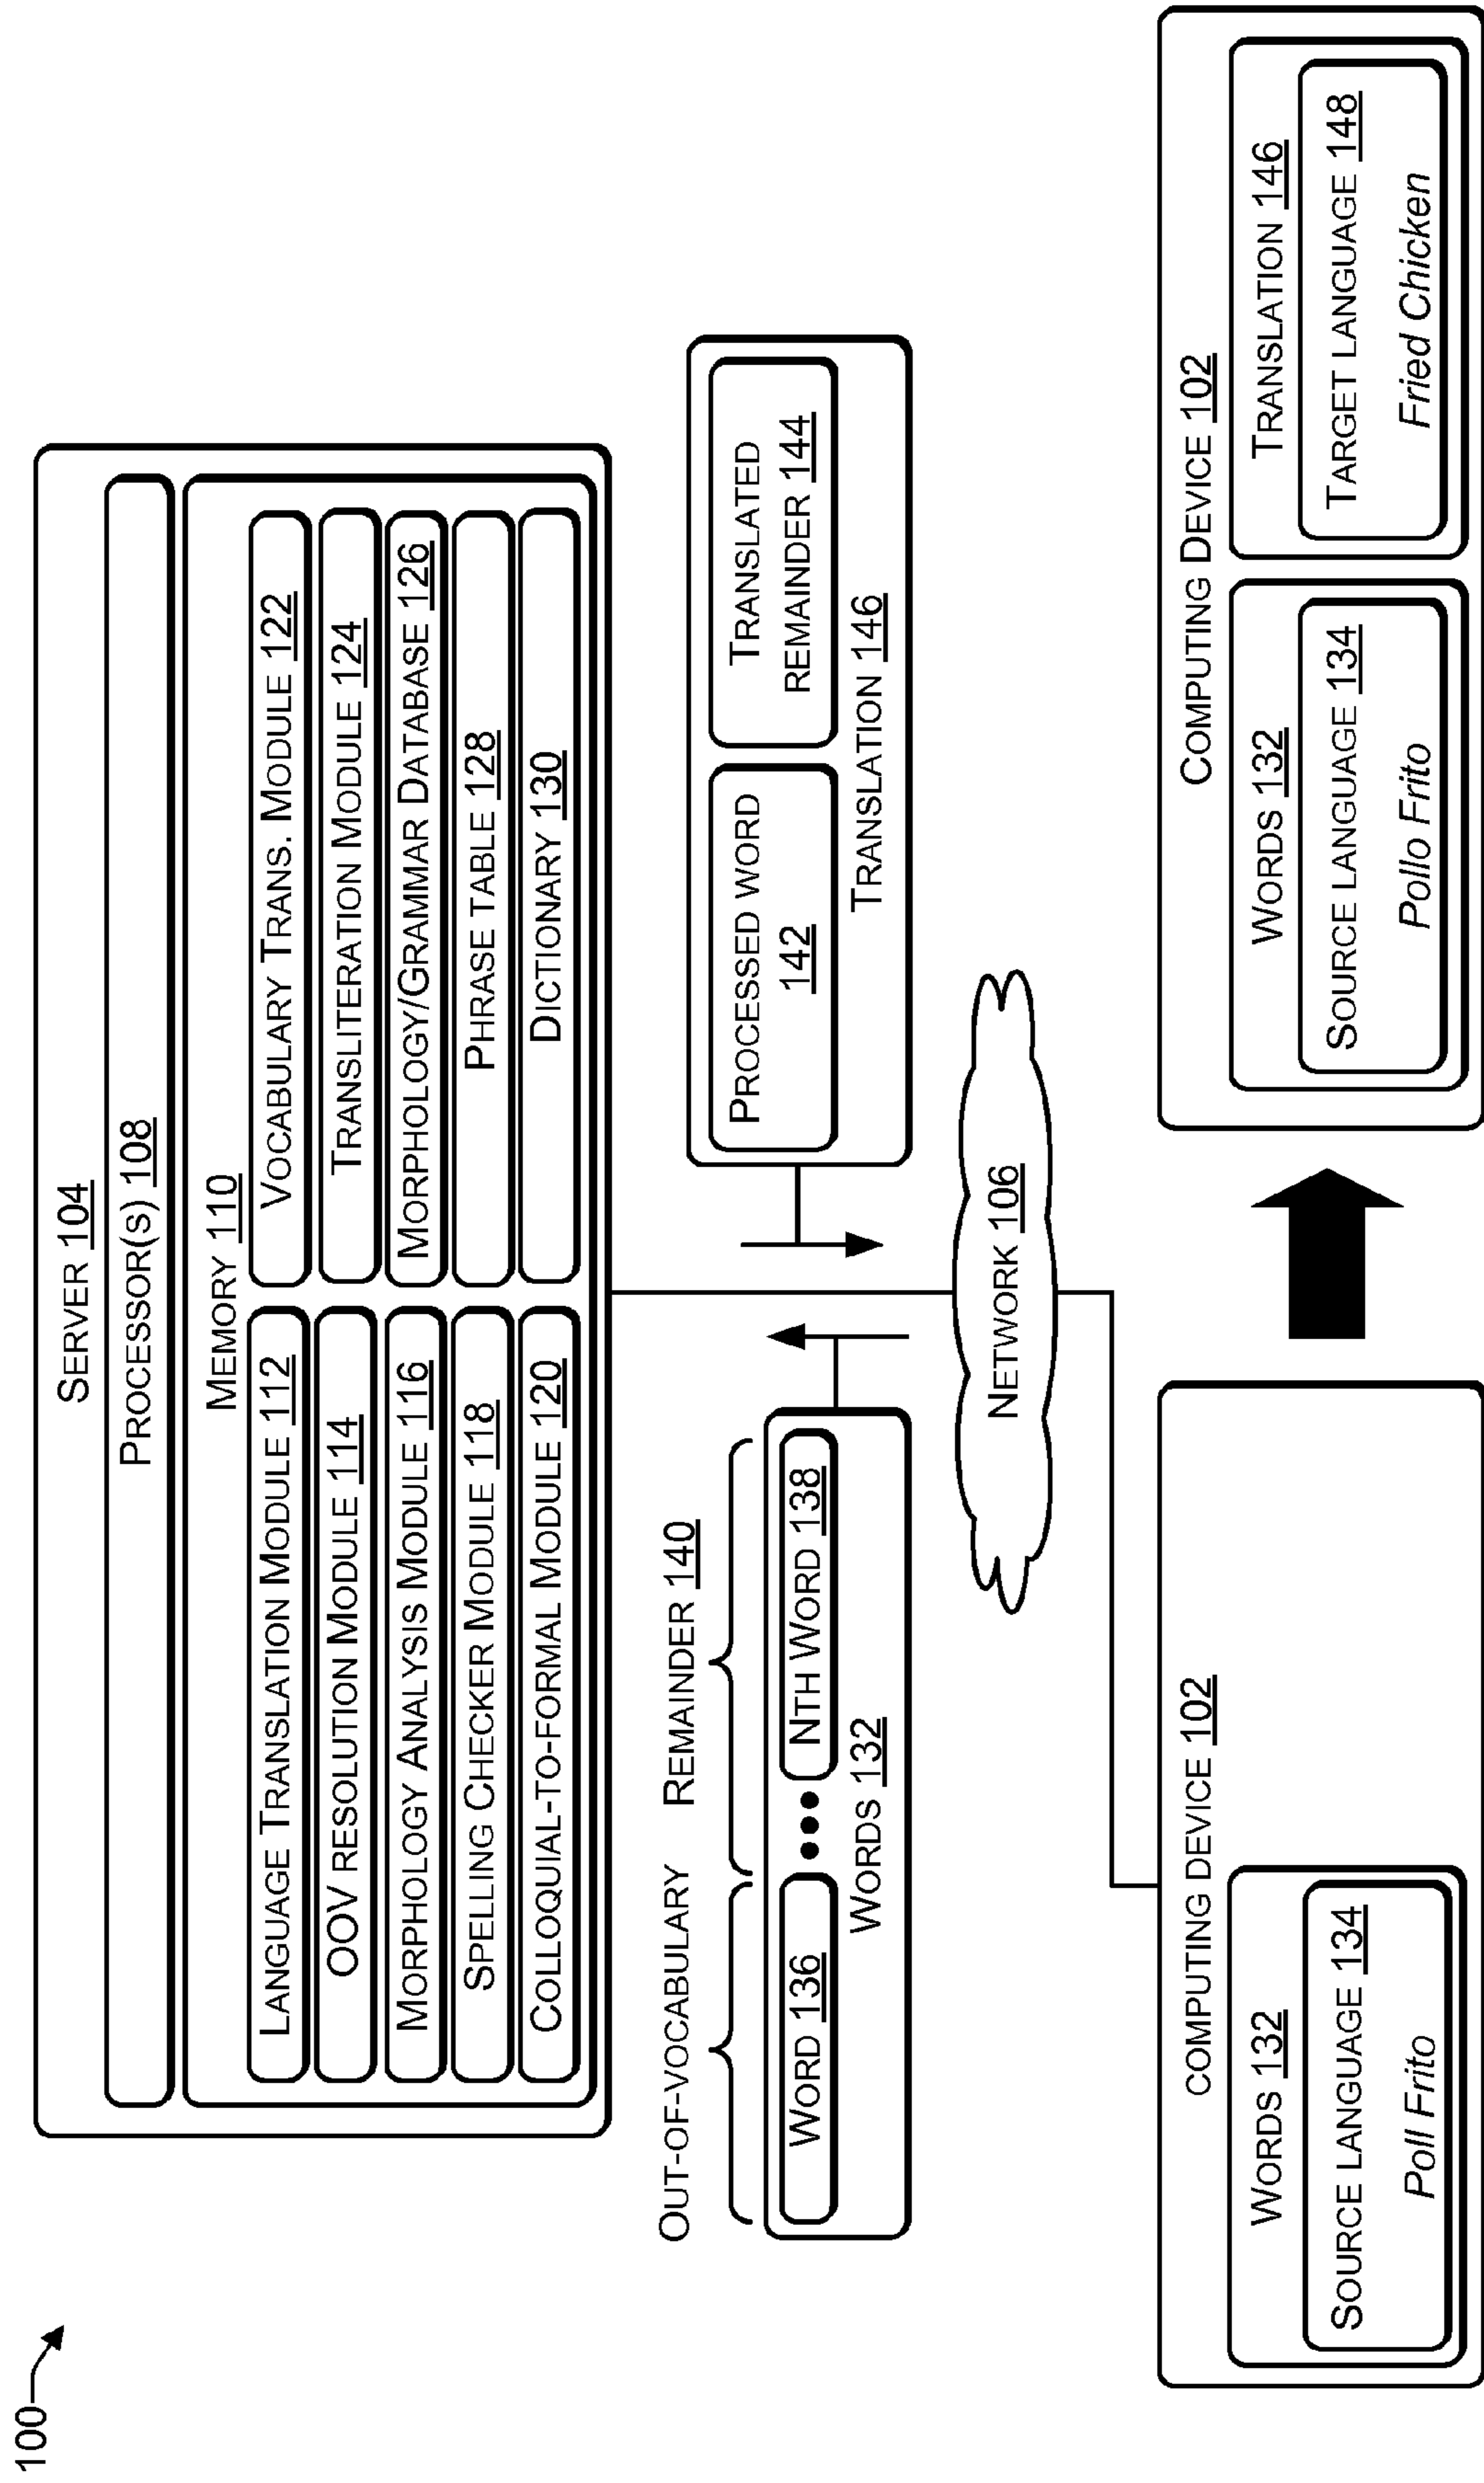 100
SERVER 104
PROCESSOR(S) 108
MEMORY 110
LANGUAGE TRANSLATION MODULE 112
OOV RESOLUTION MODULE 114
MORPHOLOGY ANALYSIS MODULE 116
SPELLING CHECKER MODULE 118
COLLOQUIAL-TO-FORMAL MODULE 120
VOCABULARY TRANS. MODULE 122
TRANSLITERATION MODULE 124
MORPHOLOGY/GRAMMAR DATABASE 126
PHRASE TABLE 128
DICTIONARY 130
OUT-OF-VOCABULARY
REMAINDER 140
WORD 136
NTH WORD 138
WORDS 132
PROCESSED WORD
142
TRANSLATED
REMAINDER 144
TRANSLATION 146
NETWORK 106
COMPUTING DEVICE 102
WORDS 132
SOURCE LANGUAGE 134
Poll Frito
COMPUTING DEVICE 102
WORDS 132
SOURCE LANGUAGE 134
Pollo Frito
TRANSLATION 146
TARGET LANGUAGE 148
Fried Chicken